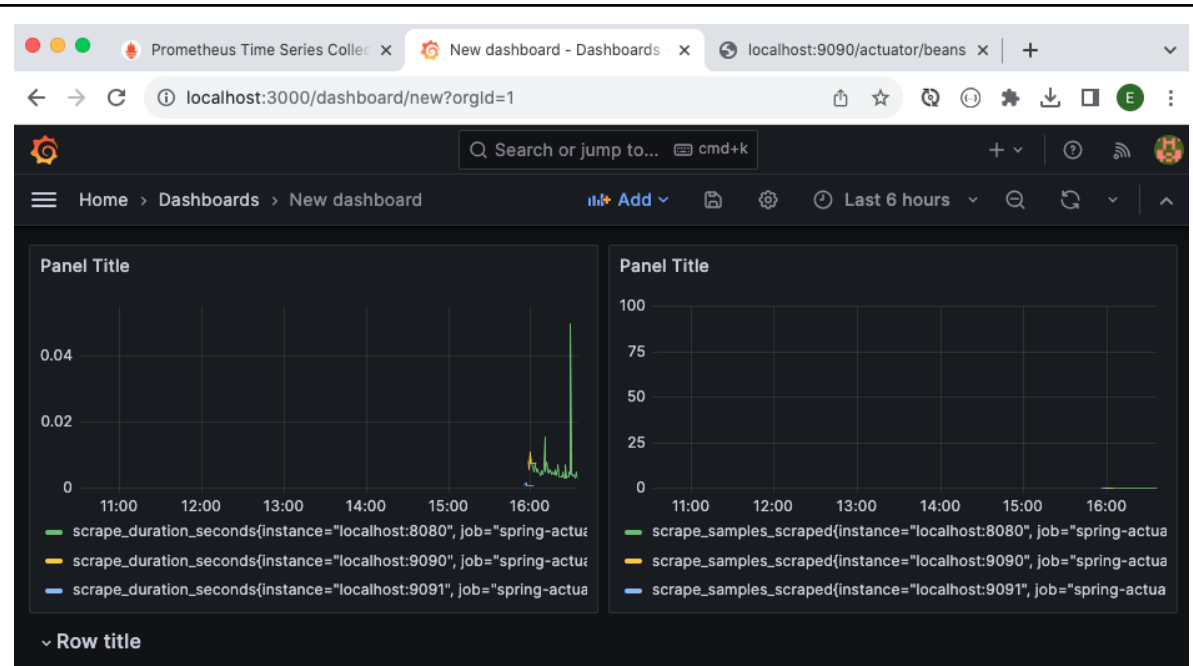 Prometheus Time Series Collec
New dashboard - Dashboards
localhost:9090/actuator/beans
localhost:3000/dashboard/new?orgId=1
E
Search or jump to... cmd+k
Home › Dashboards › New dashboard
Add
Last 6 hours
Panel Title
0.04
0.02
0
11:00 12:00 13:00 14:00 15:00 16:00
scrape_duration_seconds{instance="localhost:8080", job="spring-actua
scrape_duration_seconds{instance="localhost:9090", job="spring-actua
scrape_duration_seconds{instance="localhost:9091", job="spring-actua
Panel Title
100
75
50
25
0
11:00 12:00 13:00 14:00 15:00 16:00
scrape_samples_scraped{instance="localhost:8080", job="spring-actua
scrape_samples_scraped{instance="localhost:9090", job="spring-actua
scrape_samples_scraped{instance="localhost:9091", job="spring-actua
Row title